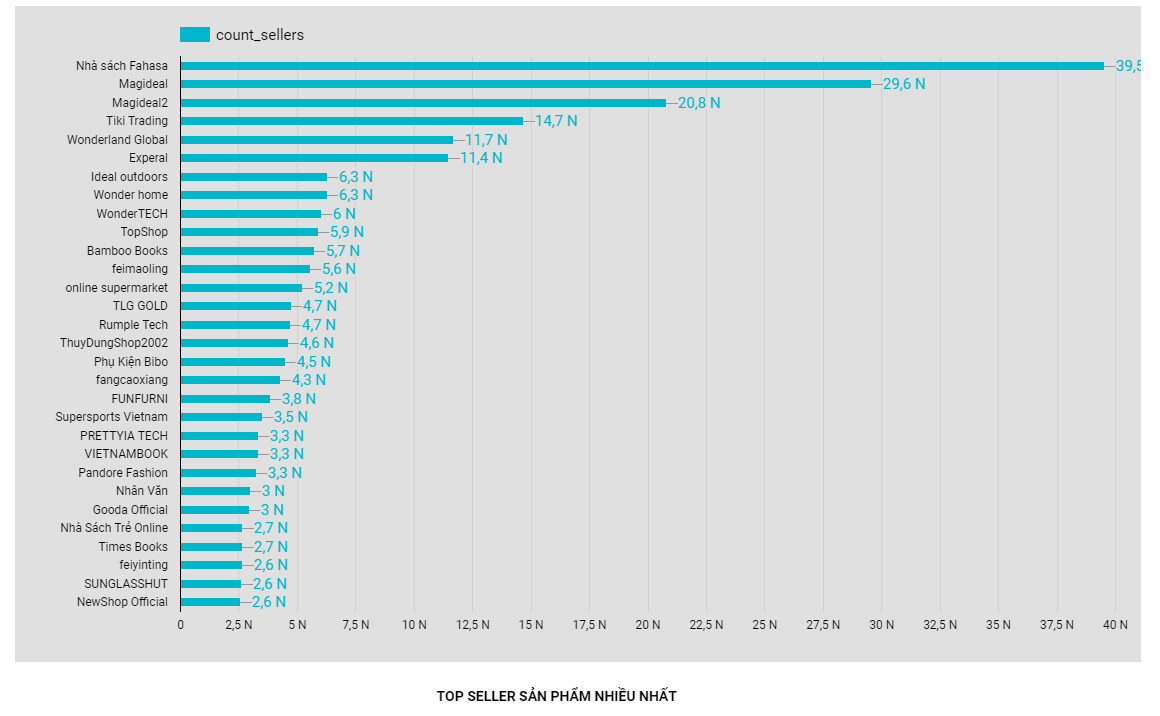 count_sellers
Nhà sách Fahasa 39,5
Magideal 29,6 N
Magideal2 20,8 N
Tiki Trading 14,7 N
Wonderland Global 11,7 N
Experal 11,4 N
Ideal outdoors 6,3 N
Wonder home 6,3 N
WonderTECH 6 N
TopShop 5,9 N
Bamboo Books 5,7 N
feimaoling 5,6 N
online supermarket 5,2 N
TLG GOLD 4,7 N
Rumple Tech 4,7 N
ThuyDungShop2002 4,6 N
Phụ Kiện Bibo 4,5 N
fangcaoxiang 4,3 N
FUNFURNI 3,8 N
Supersports Vietnam 3,5 N
PRETTYIA TECH 3,3 N
VIETNAMBOOK 3,3 N
Pandore Fashion 3,3 N
Nhân Văn 3 N
Gooda Official 3 N
Nhà Sách Trẻ Online 2,7 N
Times Books 2,7 N
feiyinting 2,6 N
SUNGLASSHUT 2,6 N
NewShop Official 2,6 N
0 2,5 N 5 N 7,5 N 10 N 12,5 N 15 N 17,5 N 20 N 22,5 N 25 N 27,5 N 30 N 32,5 N 35 N 37,5 N 40 N
TOP SELLER SẢN PHẨM NHIỀU NHẤT